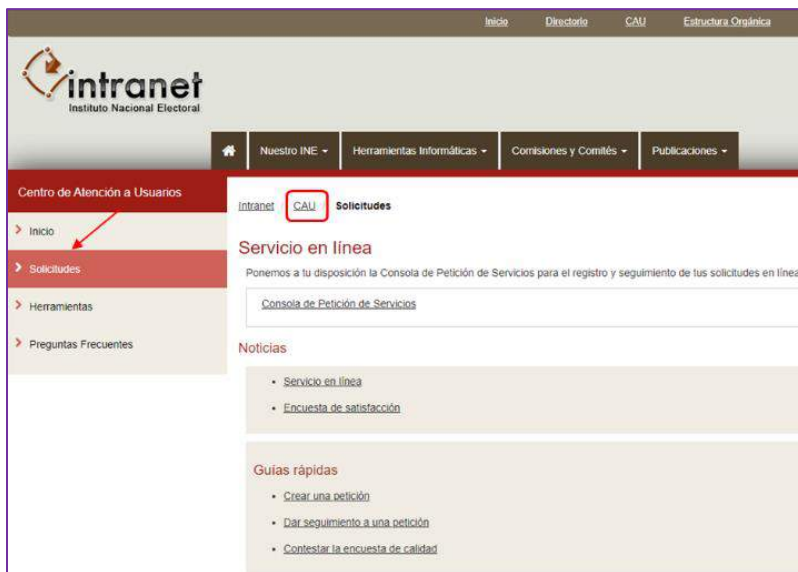 Inicio Directorio CAU Estructura Orgánica
intranet
Instituto Nacional Electoral
Nuestro INE Herramientas Informáticas Comisiones y Comités Publicaciones
Centro de Atención a Usuarios
Inicio
Solicitudes
Herramientas
Preguntas Frecuentes
Intranet CAU Solicitudes
Servicio en línea
Ponemos a tu disposición la Consola de Petición de Servicios para el registro y seguimiento de tus solicitudes en línea
Consola de Petición de Servicios
Noticias
Servicio en línea
Encuesta de satisfacción
Guías rápidas
Crear una petición
Dar seguimiento a una petición
Contestar la encuesta de calidad